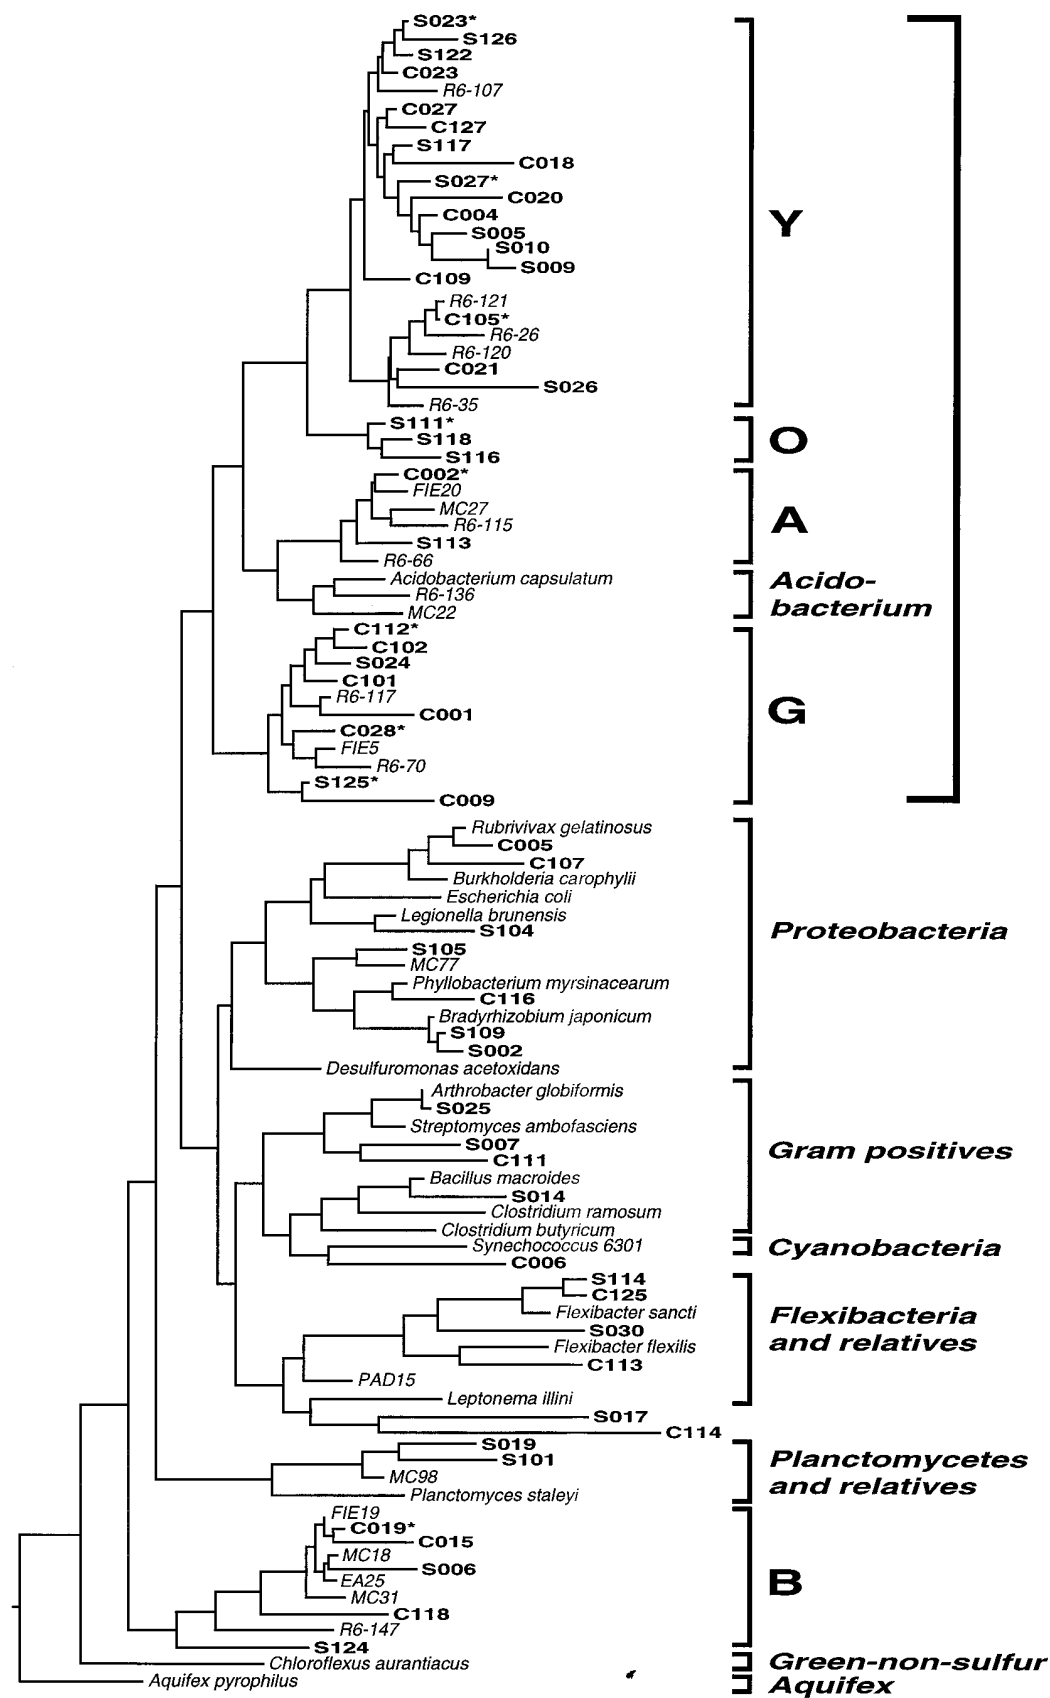 S023*
S126
S122
C023
R6-107
C027
C127
S117
C018
S027*
C020
C004
S005
S010
S009
C109
R6-121
C105*
R6-26
R6-120
C021
S026
R6-35
Y
S111*
S118
S116
O
C002*
FIE20
MC27
R6-115
S113
R6-66
A
Acidobacterium capsulatum
R6-136
MC22
Acido-
bacterium
C112*
C102
S024
C101
R6-117
C001
C028*
FIE5
R6-70
S125*
C009
G
Rubrivivax gelatinosus
C005
C107
Burkholderia carophylii
Escherichia coli
Legionella brunensis
S104
S105
MC77
Phyllobacterium myrsinacearum
C116
Bradyrhizobium japonicum
S109
S002
Desulfuromonas acetoxidans
Proteobacteria
Arthrobacter globiformis
S025
Streptomyces ambofasciens
S007
C111
Bacillus macroides
S014
Clostridium ramosum
Clostridium butyricum
Gram positives
Synechococcus 6301
C006
Cyanobacteria
S114
C125
Flexibacter sancti
S030
Flexibacter flexilis
C113
PAD15
Leptonema illini
S017
C114
Flexibacteria
and relatives
S019
S101
MC98
Planctomyces staleyi
Planctomycetes
and relatives
FIE19
C019*
C015
MC18
S006
EA25
MC31
C118
R6-147
S124
B
Chloroflexus aurantiacus
Green-non-sulfur
Aquifex pyrophilus
Aquifex